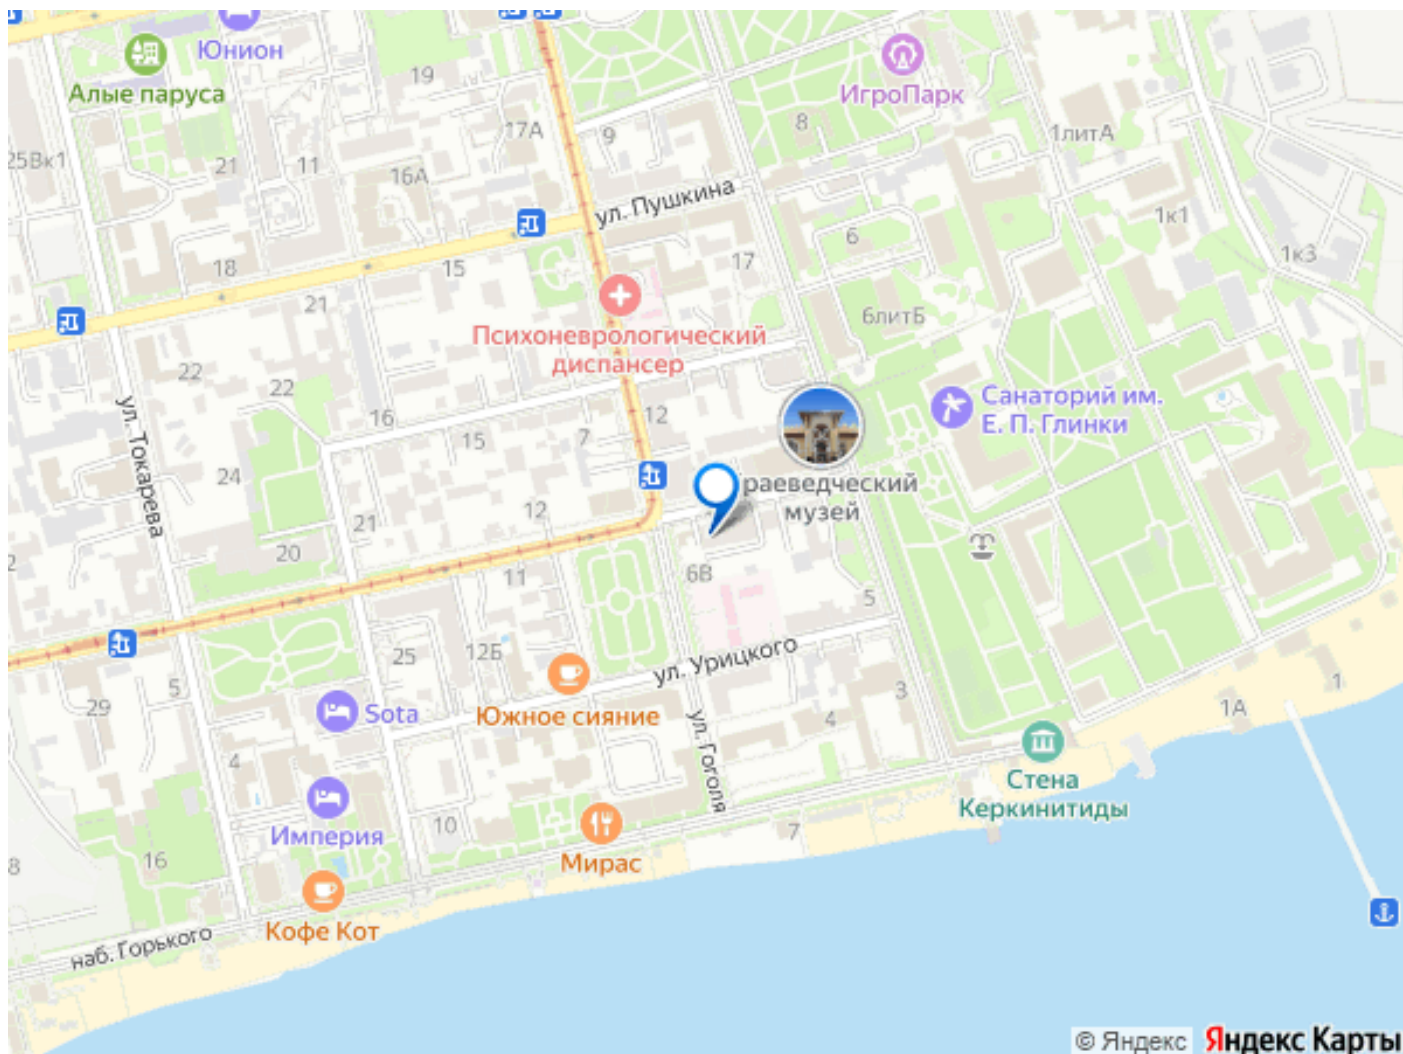 Юнион
Алые паруса
ИгроПарк
19
17А
9
8
1литА
25Вк1
21
11
16А
ул. Пушкина
1к1
6
17
1к3
18
15
21
6литБ
Психоневрологический
диспансер
22
22
16
15
7
12
Санаторий им.
Е. П. Глинки
ул. Токарева
24
раеведческий
музей
21
12
20
2
11
6В
5
25
12Б
ул. Урицкого
29
5
3
1
1А
Sota
Южное сияние
4
4
ул. Гоголя
Стена
Керкинитиды
Империя
10
7
Мирас
16
8
Кофе Кот
наб. Горького
© Яндекс Яндекс Карты